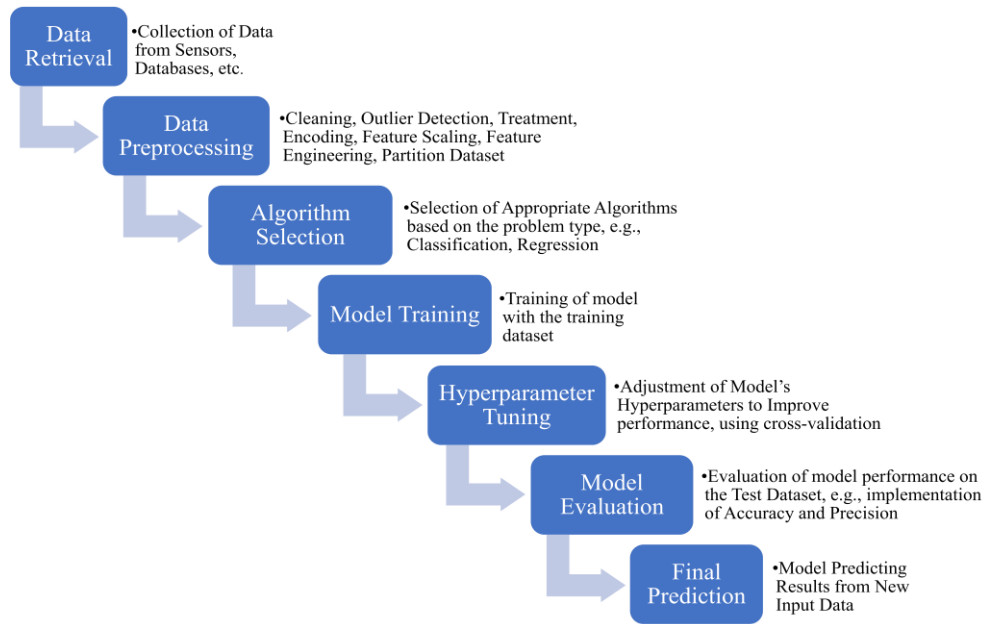 Data
Retrieval
•Collection of Data
from Sensors,
Databases, etc.
Data
Preprocessing
•Cleaning, Outlier Detection, Treatment,
Encoding, Feature Scaling, Feature
Engineering, Partition Dataset
Algorithm
Selection
•Selection of Appropriate Algorithms
based on the problem type, e.g.,
Classification, Regression
Model Training
•Training of model
with the training
dataset
Hyperparameter
Tuning
•Adjustment of Model’s
Hyperparameters to Improve
performance, using cross-validation
Model
Evaluation
•Evaluation of model performance on
the Test Dataset, e.g., implementation
of Accuracy and Precision
Final
Prediction
•Model Predicting
Results from New
Input Data